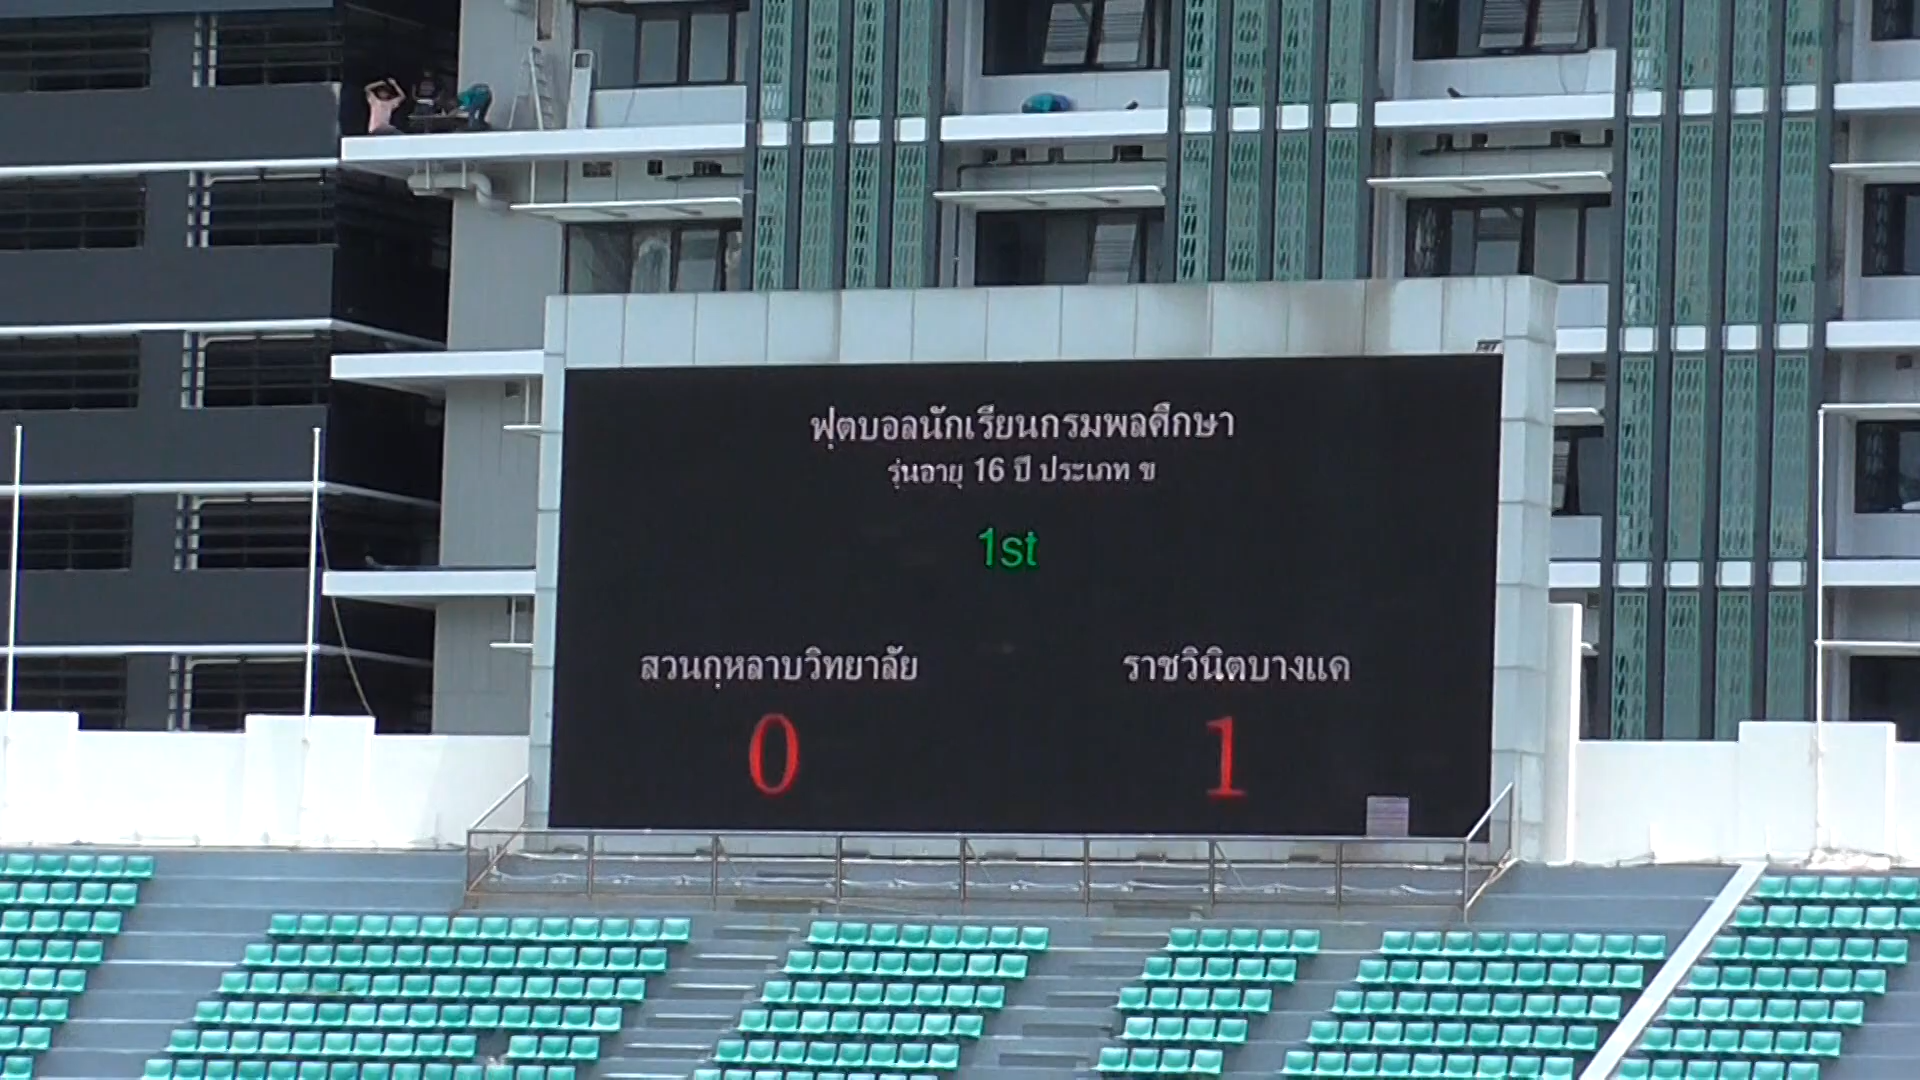 ฟุตบอลนักเรียนกรมพลศึกษา
รุ่นอายุ 16 ปี ประเภท ข
1st
สวนกุหลาบวิทยาลัย ราชวินิตบางแค
0 1